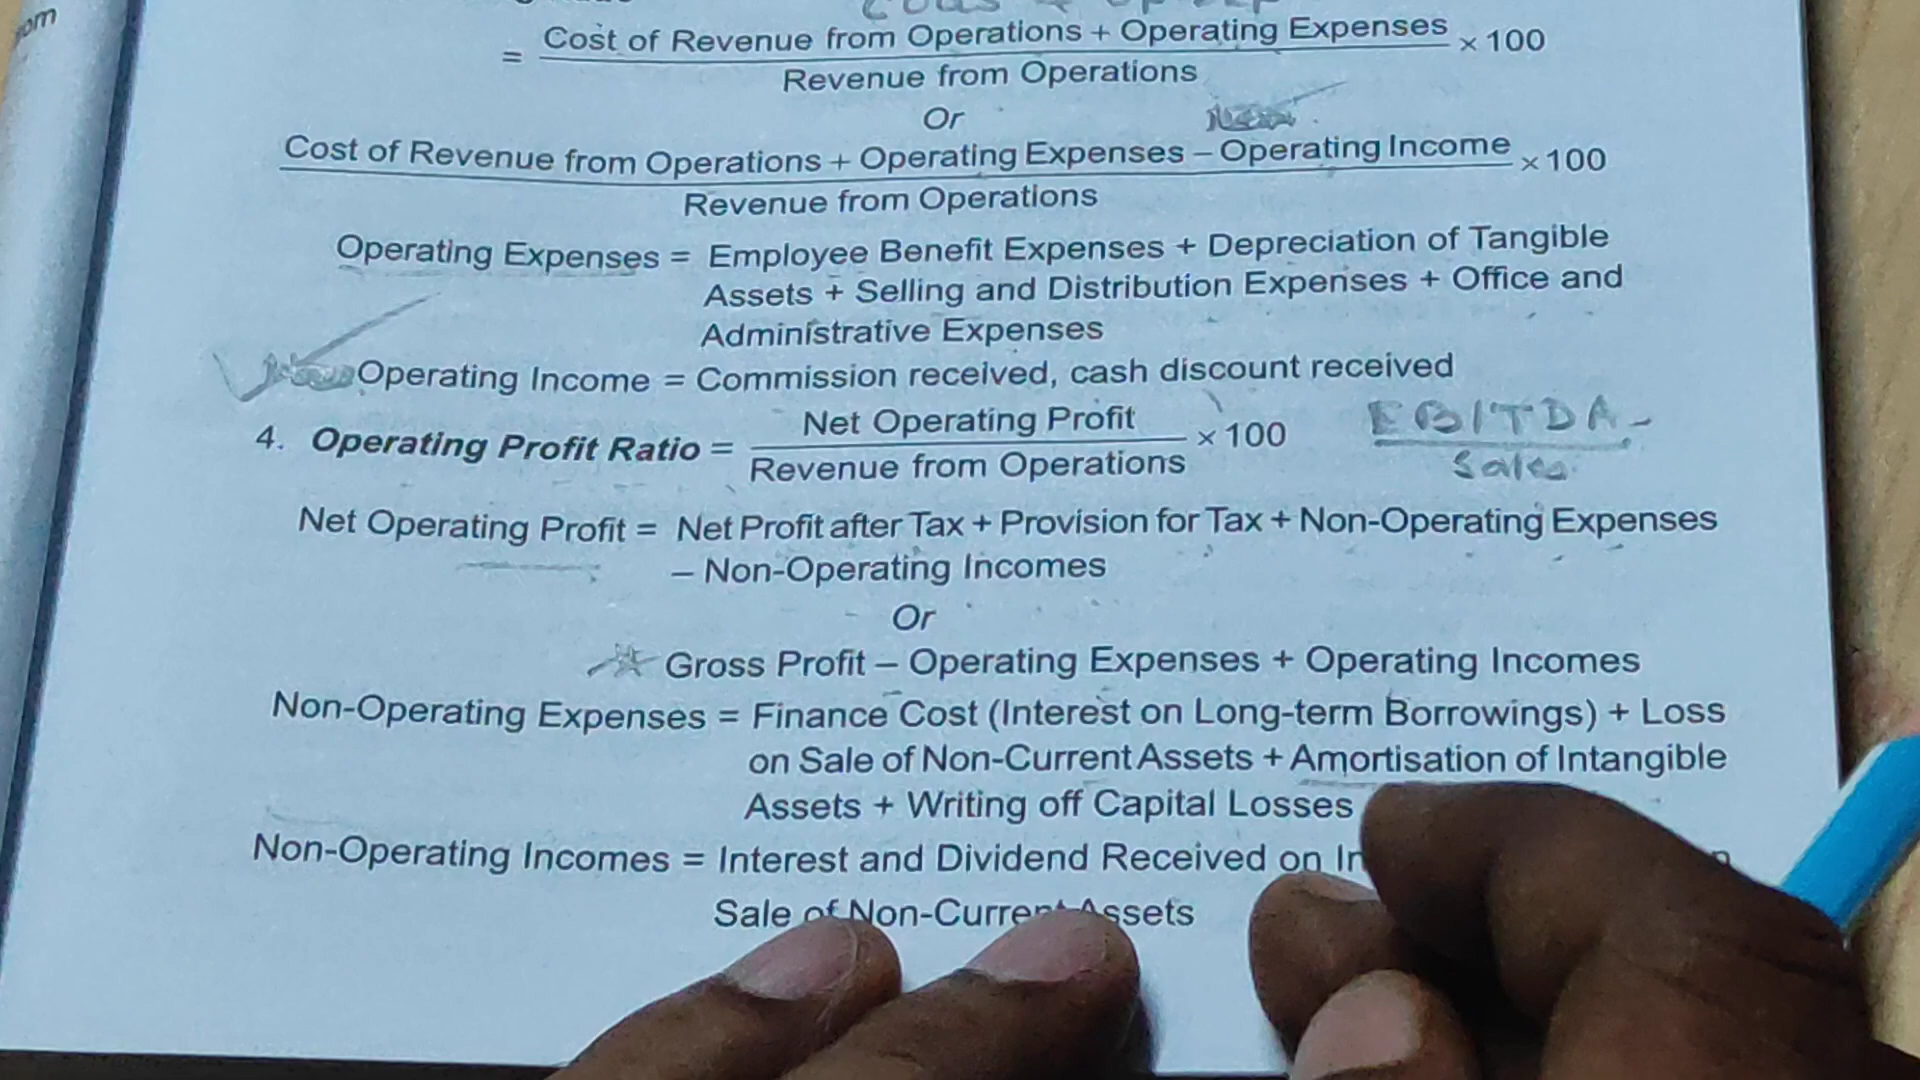 om
= Cost of Revenue from Operations + Operating Expenses × 100
Revenue from Operations
Or
Cost of Revenue from Operations + Operating Expenses – Operating Income × 100
Revenue from Operations
Operating Expenses = Employee Benefit Expenses + Depreciation of Tangible
Assets + Selling and Distribution Expenses + Office and
Administrative Expenses
Operating Income = Commission received, cash discount received
4. Operating Profit Ratio = Net Operating Profit × 100 EBITDA
Revenue from Operations Sales
Net Operating Profit = Net Profit after Tax + Provision for Tax + Non-Operating Expenses
– Non-Operating Incomes
Or
Gross Profit – Operating Expenses + Operating Incomes
Non-Operating Expenses = Finance Cost (Interest on Long-term Borrowings) + Loss
on Sale of Non-Current Assets + Amortisation of Intangible
Assets + Writing off Capital Losses
Non-Operating Incomes = Interest and Dividend Received on
Sale of Non-Current Assets